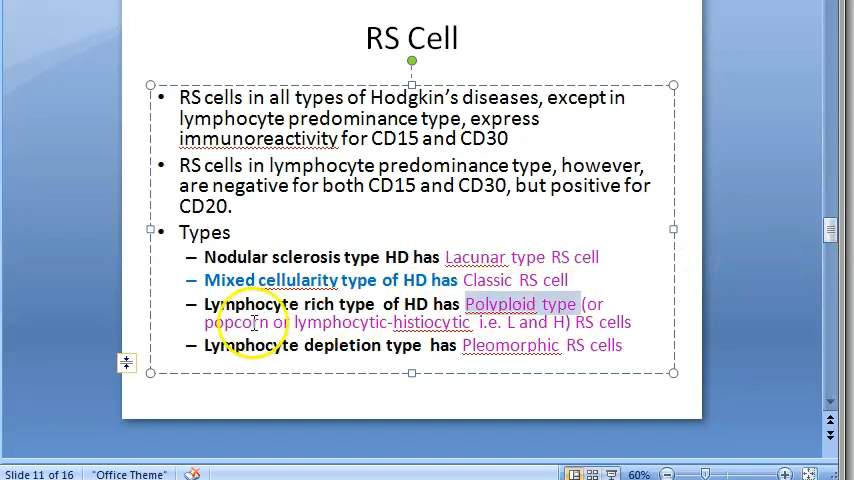 RS Cell
• RS cells in all types of Hodgkin's diseases, except in
lymphocyte predominance type, express
immunoreactivity for CD15 and CD30
• RS cells in lymphocyte predominance type, however,
are negative for both CD15 and CD30, but positive for
CD20.
• Types
– Nodular sclerosis type HD has Lacunar type RS cell
– Mixed cellularity type of HD has Classic RS cell
– Lymphocyte rich type of HD has Polyploid type (or
popcorn or lymphocytic-histiocytic i.e. L and H) RS cells
– Lymphocyte depletion type has Pleomorphic RS cells
Slide 11 of 16 "Office Theme" 60%